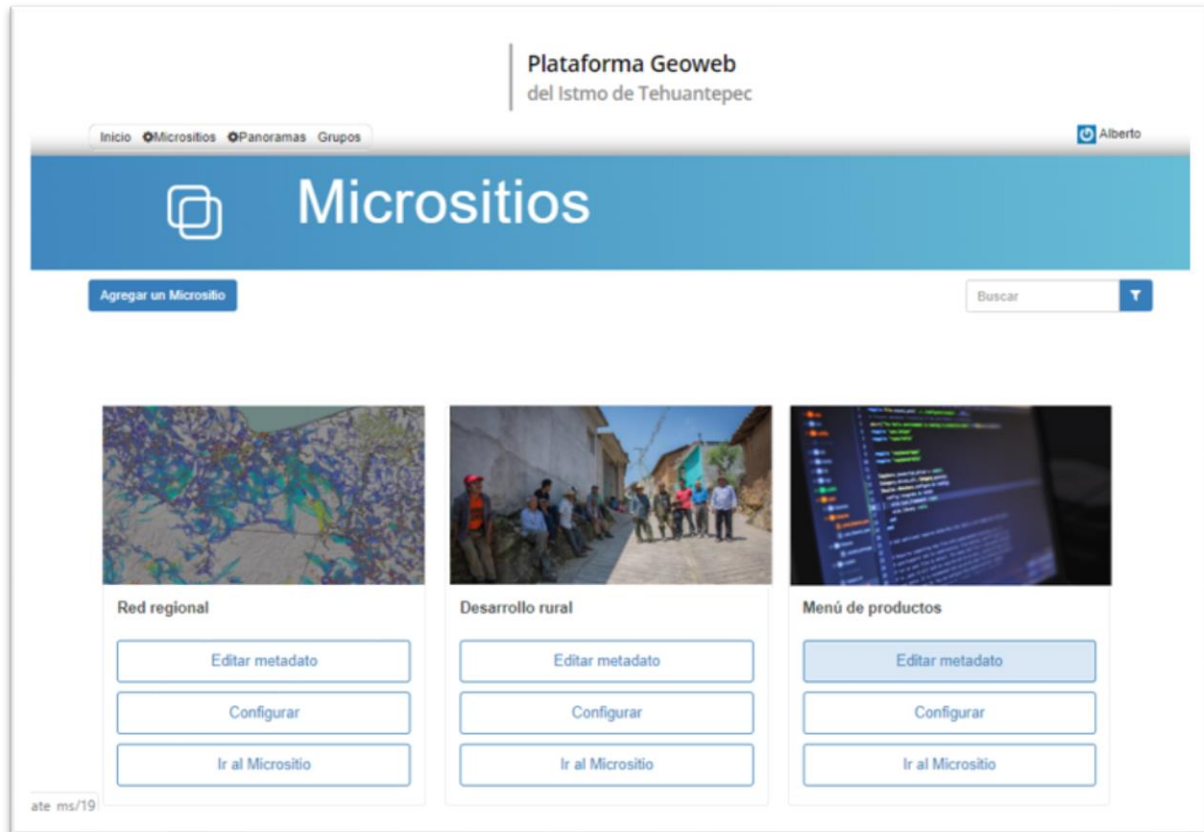 Plataforma Geoweb
del Istmo de Tehuantepec
Inicio Micrositios Panoramas Grupos
Alberto
Micrositios
Agregar un Micrositio
Buscar
Red regional
Desarrollo rural
Menú de productos
Editar metadato
Editar metadato
Editar metadato
Configurar
Configurar
Configurar
Ir al Micrositio
Ir al Micrositio
Ir al Micrositio
ate_ms/19